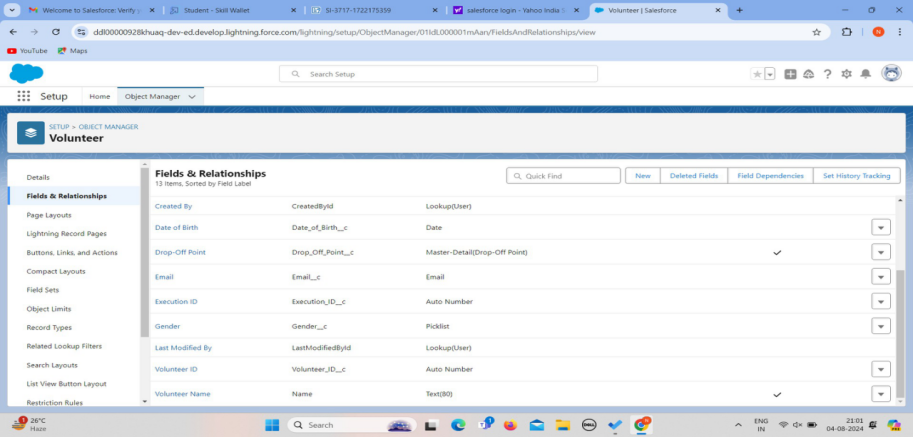 Welcome to Salesforce: Verify y
Student - Skill Wallet
SI-3717-1722175359
salesforce login - Yahoo India S
Volunteer | Salesforce
ddl00000928khuaq-dev-ed.develop.lightning.force.com/lightning/setup/ObjectManager/01IdL000001mAan/FieldsAndRelationships/view
N
YouTube
Maps
Search Setup
Setup
Home
Object Manager
SETUP > OBJECT MANAGER
Volunteer
Details
Fields & Relationships
Page Layouts
Lightning Record Pages
Buttons, Links, and Actions
Compact Layouts
Field Sets
Object Limits
Record Types
Related Lookup Filters
Search Layouts
List View Button Layout
Restriction Rules
Fields & Relationships
13 Items, Sorted by Field Label
Quick Find
New
Deleted Fields
Field Dependencies
Set History Tracking
Created By CreatedById Lookup(User)
Date of Birth Date_of_Birth__c Date
Drop-Off Point Drop_Off_Point__c Master-Detail(Drop-Off Point)
Email Email__c Email
Execution ID Execution_ID__c Auto Number
Gender Gender__c Picklist
Last Modified By LastModifiedById Lookup(User)
Volunteer ID Volunteer_ID__c Auto Number
Volunteer Name Name Text(80)
26°C
Haze
Search
DELL
ENG
IN
21:01
04-08-2024